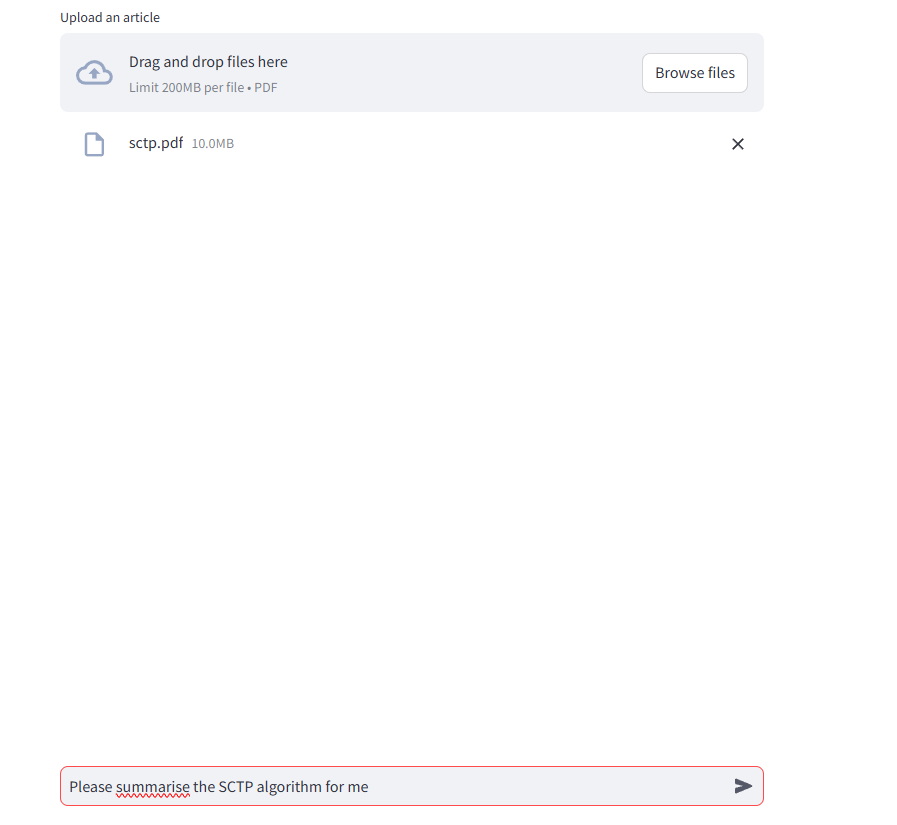 Upload an article
Drag and drop files here
Limit 200MB per file • PDF
Browse files
sctp.pdf 10.0MB
Please summarise the SCTP algorithm for me